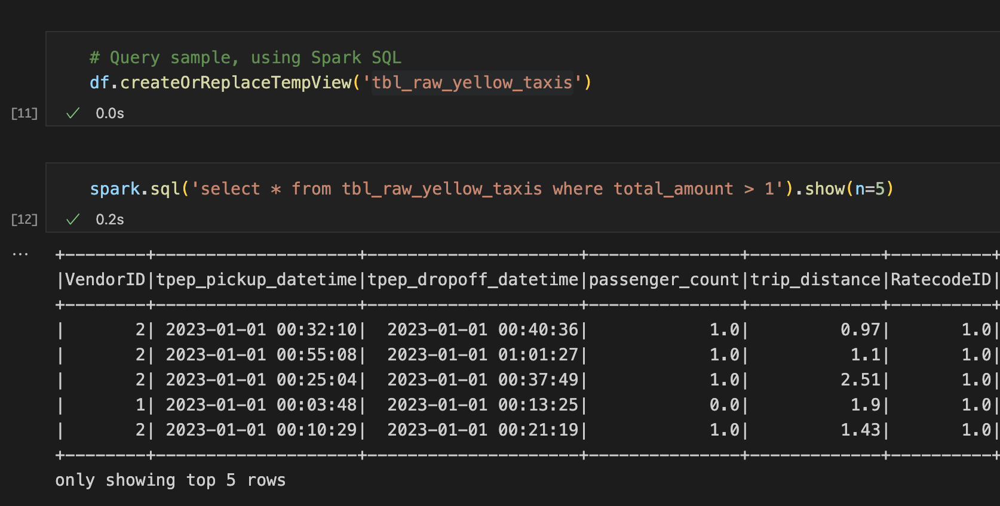 # Query sample, using Spark SQL
df.createOrReplaceTempView('tbl_raw_yellow_taxis')
[11] ✓ 0.0s
spark.sql('select * from tbl_raw_yellow_taxis where total_amount > 1').show(n=5)
[12] ✓ 0.2s
... +--------+--------------------+---------------------+---------------+-------------+----------+
|VendorID|tpep_pickup_datetime|tpep_dropoff_datetime|passenger_count|trip_distance|RatecodeID|
+--------+--------------------+---------------------+---------------+-------------+----------+
|       2| 2023-01-01 00:32:10|  2023-01-01 00:40:36|            1.0|         0.97|       1.0|
|       2| 2023-01-01 00:55:08|  2023-01-01 01:01:27|            1.0|          1.1|       1.0|
|       2| 2023-01-01 00:25:04|  2023-01-01 00:37:49|            1.0|         2.51|       1.0|
|       1| 2023-01-01 00:03:48|  2023-01-01 00:13:25|            0.0|          1.9|       1.0|
|       2| 2023-01-01 00:10:29|  2023-01-01 00:21:19|            1.0|         1.43|       1.0|
+--------+--------------------+---------------------+---------------+-------------+----------+
only showing top 5 rows